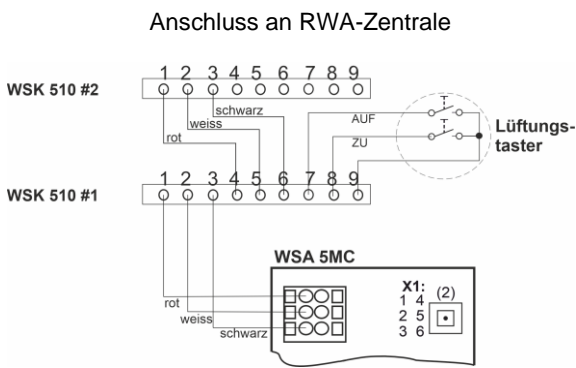 Anschluss an RWA-Zentrale
1 2 3 4 5 6 7 8 9
WSK 510 #2
schwarz
weiss
rot
AUF
ZU
Lüftungs-
taster
1 2 3 4 5 6 7 8 9
WSK 510 #1
WSA 5MC
rot
weiss
schwarz
X1:
1 4 (2)
2 5
3 6